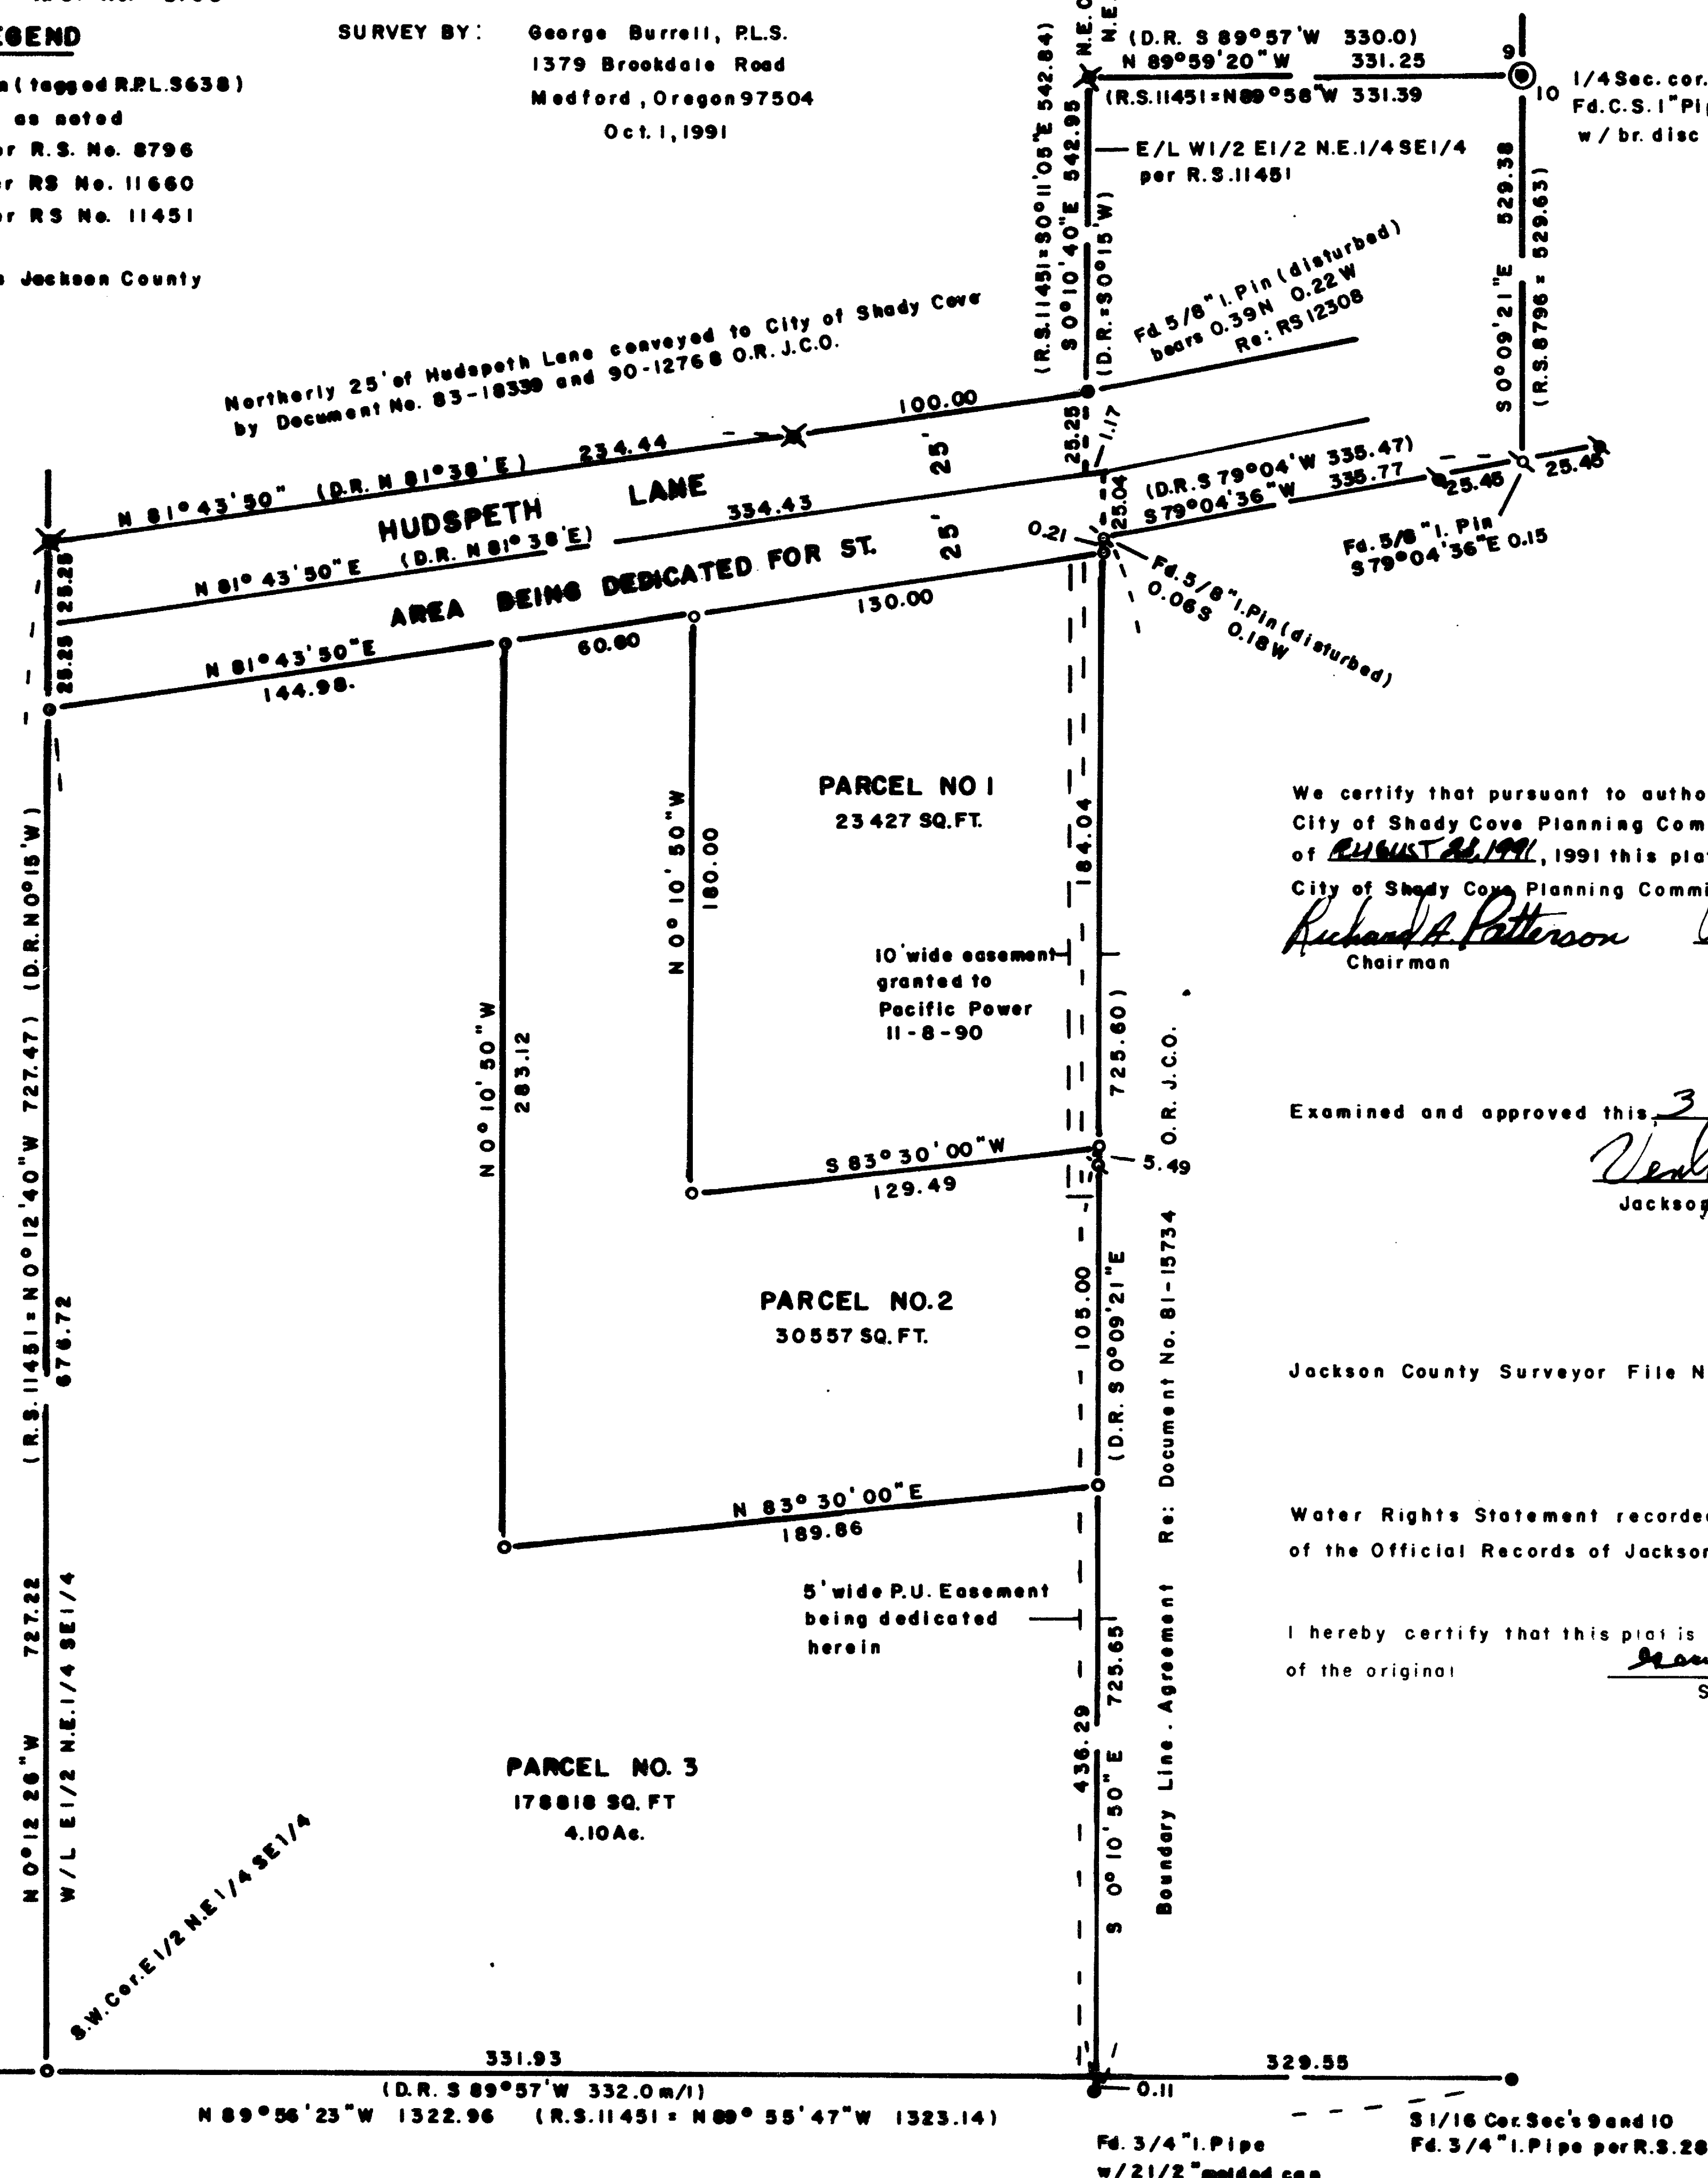 LEGEND
(tagged R.P.L.S638)
as noted
R.S. No. 8796
RS No. 11660
RS No. 11451
Jackson County
SURVEY BY: George Burrell, P.L.S.
1379 Brookdale Road
Medford, Oregon 97504
Oct. 1, 1991
(D.R. S 89°57'W 330.0)
N 89°59'20"W 331.25
(R.S.11451=N89°58"W 331.39
9
10
1/4 Sec. cor.
Fd. C.S. 1"
w/ br. disc
E/L W1/2 E1/2 N.E.1/4 SE1/4
per R.S.11451
(R.S.11451=S0°11'05"E 542.84)
S 0°10'40"E 542.95
(D.R.=S0°15'W)
S 0°09'21"E 529.38
(R.S.8796 = 529.63)
Fd. 5/8" I. Pin (disturbed)
bears 0.39N 0.22W
Re: RS 12308
Northerly 25' of Hudspeth Lane conveyed to City of Shady Cove
by Document No. 83-18339 and 90-12768 O.R. J.C.O.
100.00
234.44
N 81°43'50" (D.R. N 81°38'E)
25.25
1.17
25'
HUDSPETH LANE
334.43
N 81°43'50"E (D.R. N 81°38'E)
25'
25.04
0.21
(D.R. S 79°04'W 335.47)
S 79°04'36"W 335.77
25.45
25.45
Fd. 5/8" I. Pin
S 79°04'36"E 0.15
Fd. 5/8" I. Pin (disturbed)
0.06S 0.18W
AREA BEING DEDICATED FOR ST.
25.25
25.25
N 81°43'50"E
144.98.
60.60
130.00
PARCEL NO 1
23427 SQ. FT.
N 0°10'50"W
180.00
184.04
10' wide easement
granted to
Pacific Power
11-8-90
N 0°10'50"W
283.12
S 83°30'00"W
129.49
5.49
PARCEL NO. 2
30557 SQ. FT.
105.00
(D.R. S 0°09'21"E 725.60)
Boundary Line Agreement Re: Document No. 81-15734 O.R. J.C.O.
N 83°30'00"E
189.86
5' wide P.U. Easement
being dedicated
herein
S 0°10'50"E 725.65
436.29
PARCEL NO. 3
178818 SQ. FT
4.10 Ac.
(R.S. 11451 = N 0°12'40"W 727.47) (D.R. N0°15'W)
676.72
N 0°12 26"W 727.22
W/L E1/2 N.E.1/4 SE1/4
S.W. Cor. E1/2 N.E1/4 SE1/4
331.93
(D.R. S 89°57'W 332.0 m/l)
N 89°56'23"W 1322.96 (R.S.11451 = N 89°55'47"W 1323.14)
329.55
0.11
Fd. 3/4" I. Pipe
w/ 2 1/2" molded cap
S 1/16 Cor. Sec's 9 and 10
Fd. 3/4" I. Pipe per R.S.
We certify that pursuant to
City of Shady Cove Planning
of AUGUST 28, 1991, 1991 this
City of Shady Cove Planning
Richard A. Patterson
Chairman
Examined and approved this 3
Jackson
Jackson County Surveyor File
Water Rights Statement
of the Official Records of Jackson
I hereby certify that this plat is
of the original